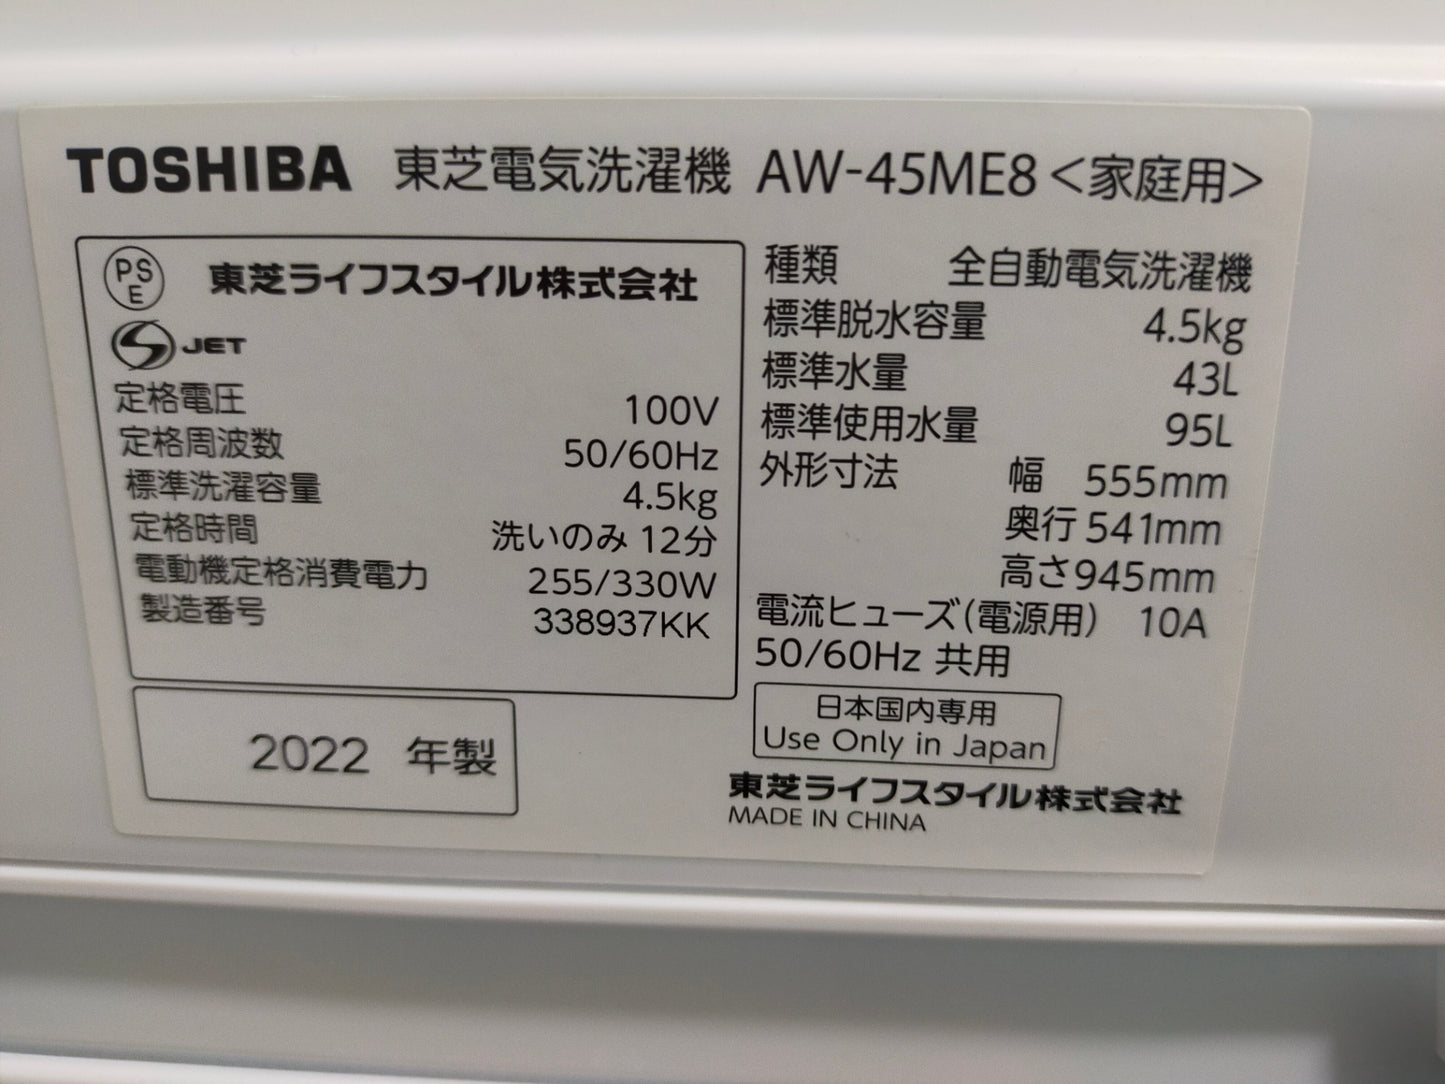 TOSHIBA 東芝電気洗濯機 AW-45ME8<家庭用>
PS
E
東芝ライフスタイル株式会社
S JET
定格電圧 100V
定格周波数 50/60Hz
標準洗濯容量 4.5kg
定格時間 洗いのみ 12分
電動機定格消費電力 255/330W
製造番号 338937KK
2022 年製
種類 全自動電気洗濯機
標準脱水容量 4.5kg
標準水量 43L
標準使用水量 95L
外形寸法 幅 555mm
奥行 541mm
高さ945mm
電流ヒューズ(電源用) 10A
50/60Hz 共用
日本国内専用
Use Only in Japan
東芝ライフスタイル株式会社
MADE IN CHINA